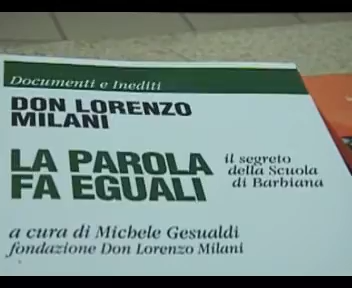 Documenti e Inediti
DON LORENZO
MILANI
LA PAROLA
FA EGUALI
il segreto
della Scuola
di Barbiana
a cura di Michele Gesualdi
fondazione Don Lorenzo Milani